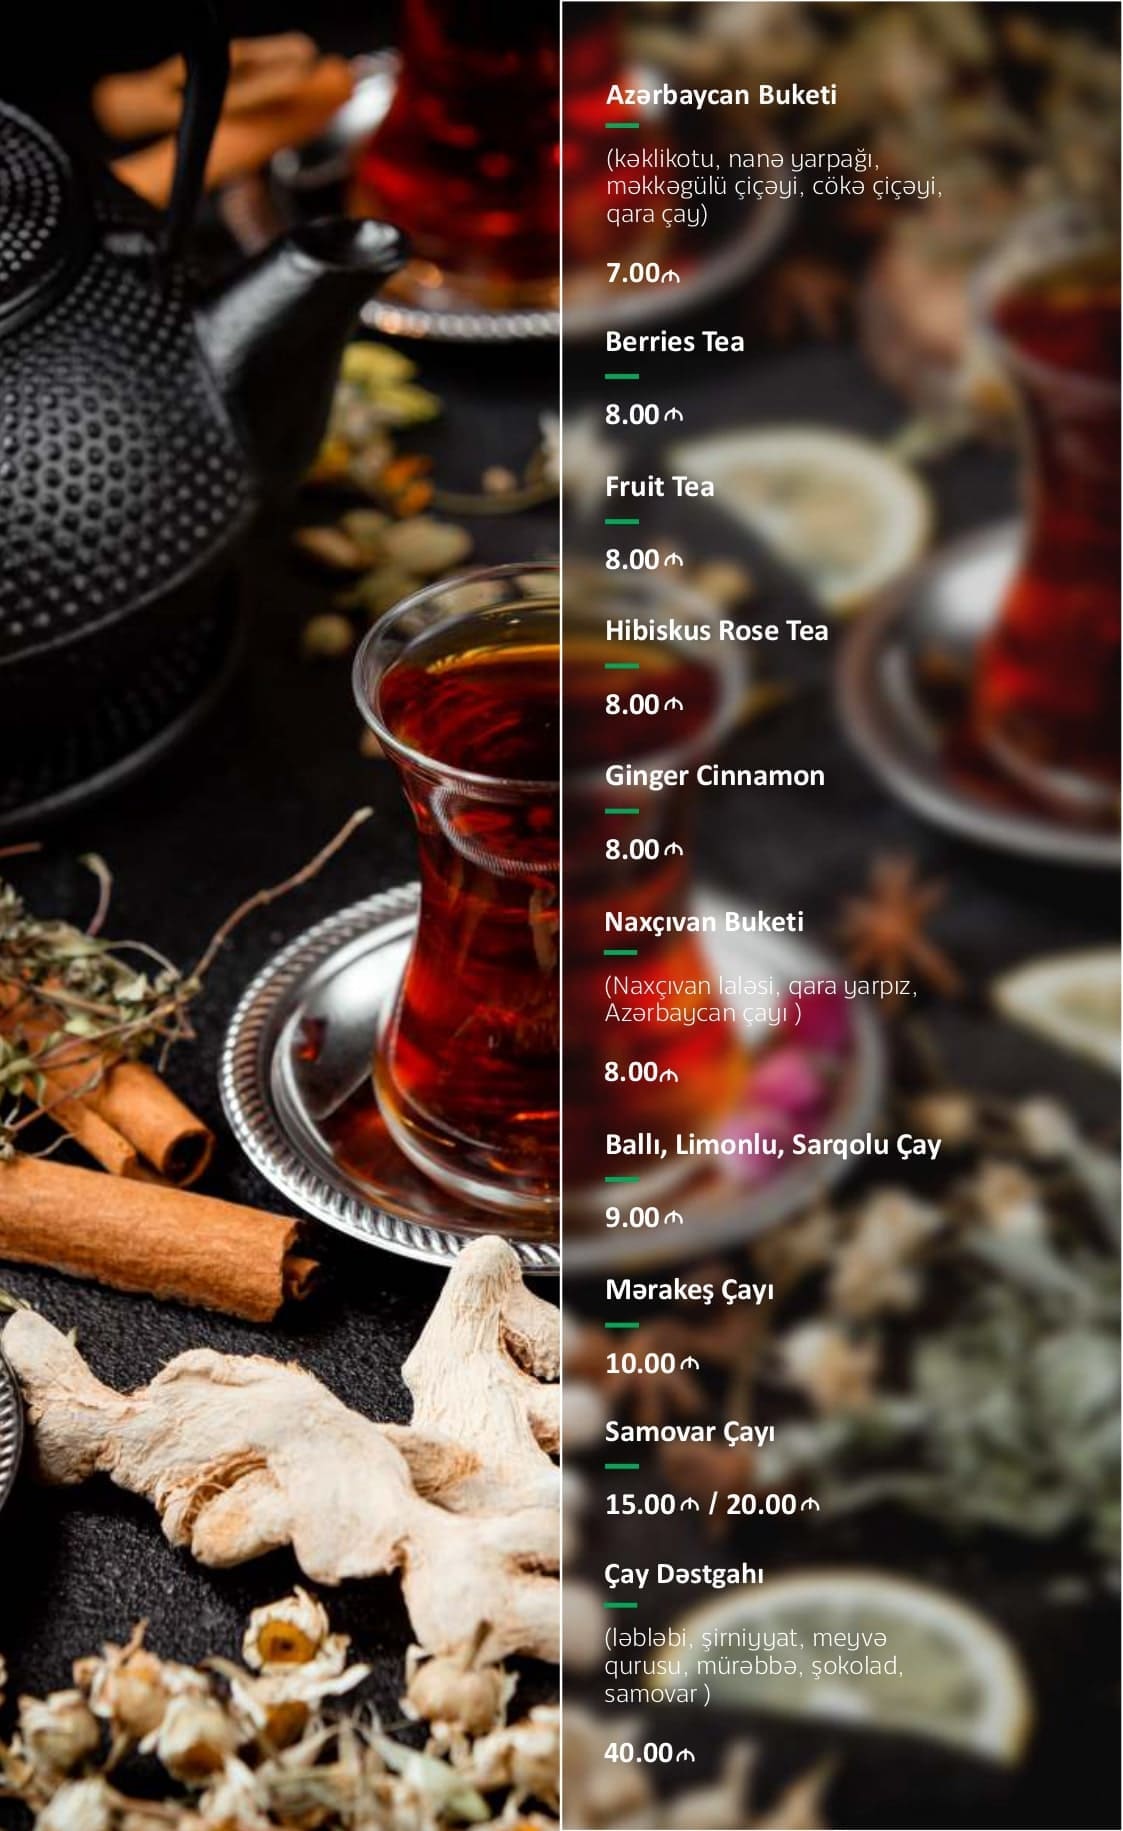 Azərbaycan Buketi
(kəklikotu, nanə yarpağı,
məkkəgülü çiçəyi, cökə çiçəyi,
qara çay)
7.00₼
Berries Tea
8.00₼
Fruit Tea
8.00₼
Hibiskus Rose Tea
8.00₼
Ginger Cinnamon
8.00₼
Naxçıvan Buketi
(Naxçıvan laləsi, qara yarpız,
Azərbaycan çayı )
8.00₼
Ballı, Limonlu, Sarqolu Çay
9.00₼
Mərakeş Çayı
10.00₼
Samovar Çayı
15.00₼ / 20.00₼
Çay Dəstgahı
(ləbləbi, şirniyyat, meyvə
qurusu, mürəbbə, şokolad,
samovar )
40.00₼